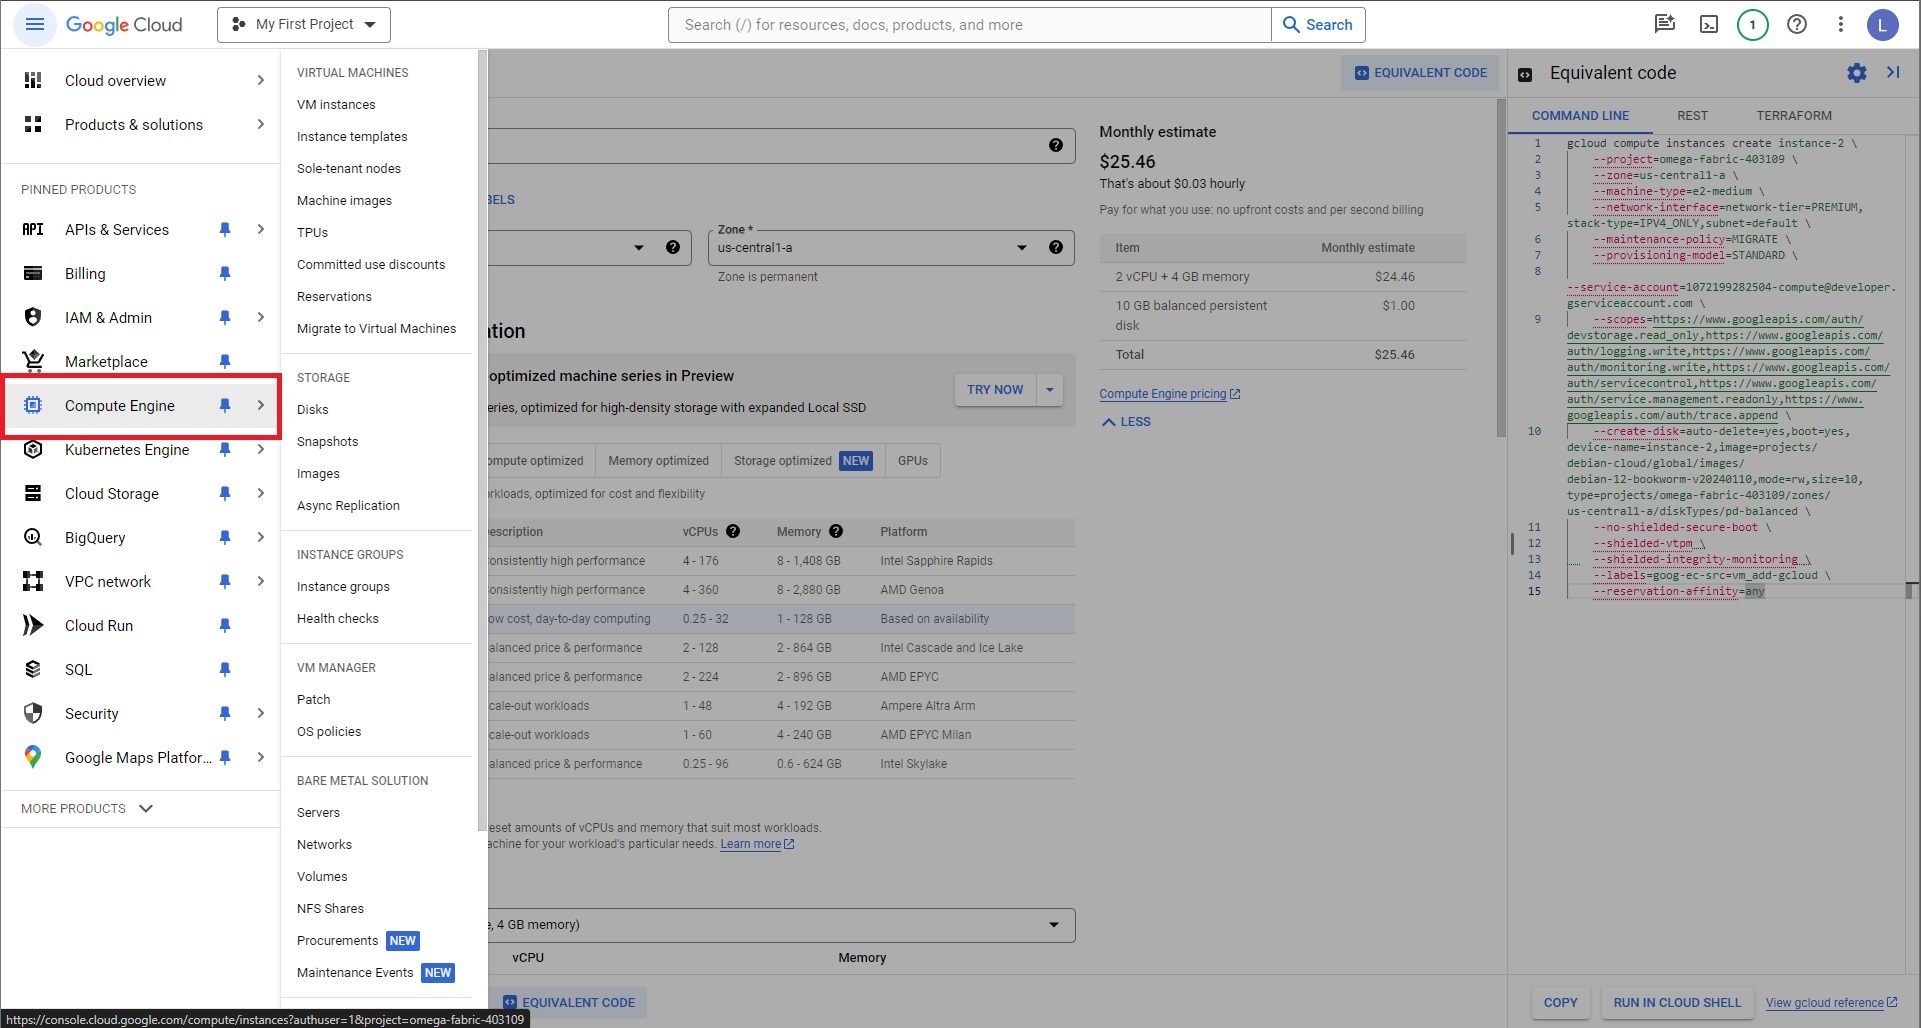 Google Cloud
My First Project
Search (/) for resources, docs, products, and more
Search
1
L
Cloud overview
Products & solutions
PINNED PRODUCTS
API APIs & Services
Billing
IAM & Admin
Marketplace
Compute Engine
Kubernetes Engine
Cloud Storage
BigQuery
VPC network
Cloud Run
SQL
Security
Google Maps Platfor...
MORE PRODUCTS
VIRTUAL MACHINES
VM instances
Instance templates
Sole-tenant nodes
Machine images
TPUs
Committed use discounts
Reservations
Migrate to Virtual Machines
STORAGE
Disks
Snapshots
Images
Async Replication
INSTANCE GROUPS
Instance groups
Health checks
VM MANAGER
Patch
OS policies
BARE METAL SOLUTION
Servers
Networks
Volumes
NFS Shares
Procurements NEW
Maintenance Events NEW
https://console.cloud.google.com/compute/instances?authuser=1&project=omega-fabric-403109
EQUIVALENT CODE
BELS
Zone *
us-central1-a
Zone is permanent
ation
-optimized machine series in Preview
eries, optimized for high-density storage with expanded Local SSD
TRY NOW
ompute optimized
Memory optimized
Storage optimized NEW
GPUs
rkloads, optimized for cost and flexibility
escription vCPUs Memory Platform
onsistently high performance 4 - 176 8 - 1,408 GB Intel Sapphire Rapids
onsistently high performance 4 - 360 8 - 2,880 GB AMD Genoa
ow cost, day-to-day computing 0.25 - 32 1 - 128 GB Based on availability
alanced price & performance 2 - 128 2 - 864 GB Intel Cascade and Ice Lake
alanced price & performance 2 - 224 2 - 896 GB AMD EPYC
cale-out workloads 1 - 48 4 - 192 GB Ampere Altra Arm
cale-out workloads 1 - 60 4 - 240 GB AMD EPYC Milan
alanced price & performance 0.25 - 96 0.6 - 624 GB Intel Skylake
eset amounts of vCPUs and memory that suit most workloads.
achine for your workload's particular needs. Learn more
e, 4 GB memory)
vCPU Memory
EQUIVALENT CODE
Monthly estimate
$25.46
That's about $0.03 hourly
Pay for what you use: no upfront costs and per second billing
Item Monthly estimate
2 vCPU + 4 GB memory $24.46
10 GB balanced persistent $1.00
disk
Total $25.46
Compute Engine pricing
LESS
Equivalent code
COMMAND LINE REST TERRAFORM
1 gcloud compute instances create instance-2 \
2 --project=omega-fabric-403109 \
3 --zone=us-central1-a \
4 --machine-type=e2-medium \
5 --network-interface=network-tier=PREMIUM,
stack-type=IPV4_ONLY,subnet=default \
6 --maintenance-policy=MIGRATE \
7 --provisioning-model=STANDARD \
8
--service-account=1072199282504-compute@developer.
gserviceaccount.com \
9 --scopes=https://www.googleapis.com/auth/
devstorage.read_only,https://www.googleapis.com/
auth/logging.write,https://www.googleapis.com/
auth/monitoring.write,https://www.googleapis.com/
auth/servicecontrol,https://www.googleapis.com/
auth/service.management.readonly,https://www.
googleapis.com/auth/trace.append \
10 --create-disk=auto-delete=yes,boot=yes,
device-name=instance-2,image=projects/
debian-cloud/global/images/
debian-12-bookworm-v20240110,mode=rw,size=10,
type=projects/omega-fabric-403109/zones/
us-central1-a/diskTypes/pd-balanced \
11 --no-shielded-secure-boot \
12 --shielded-vtpm \
13 --shielded-integrity-monitoring \
14 --labels=goog-ec-src=vm_add-gcloud \
15 --reservation-affinity=any
COPY
RUN IN CLOUD SHELL
View gcloud reference